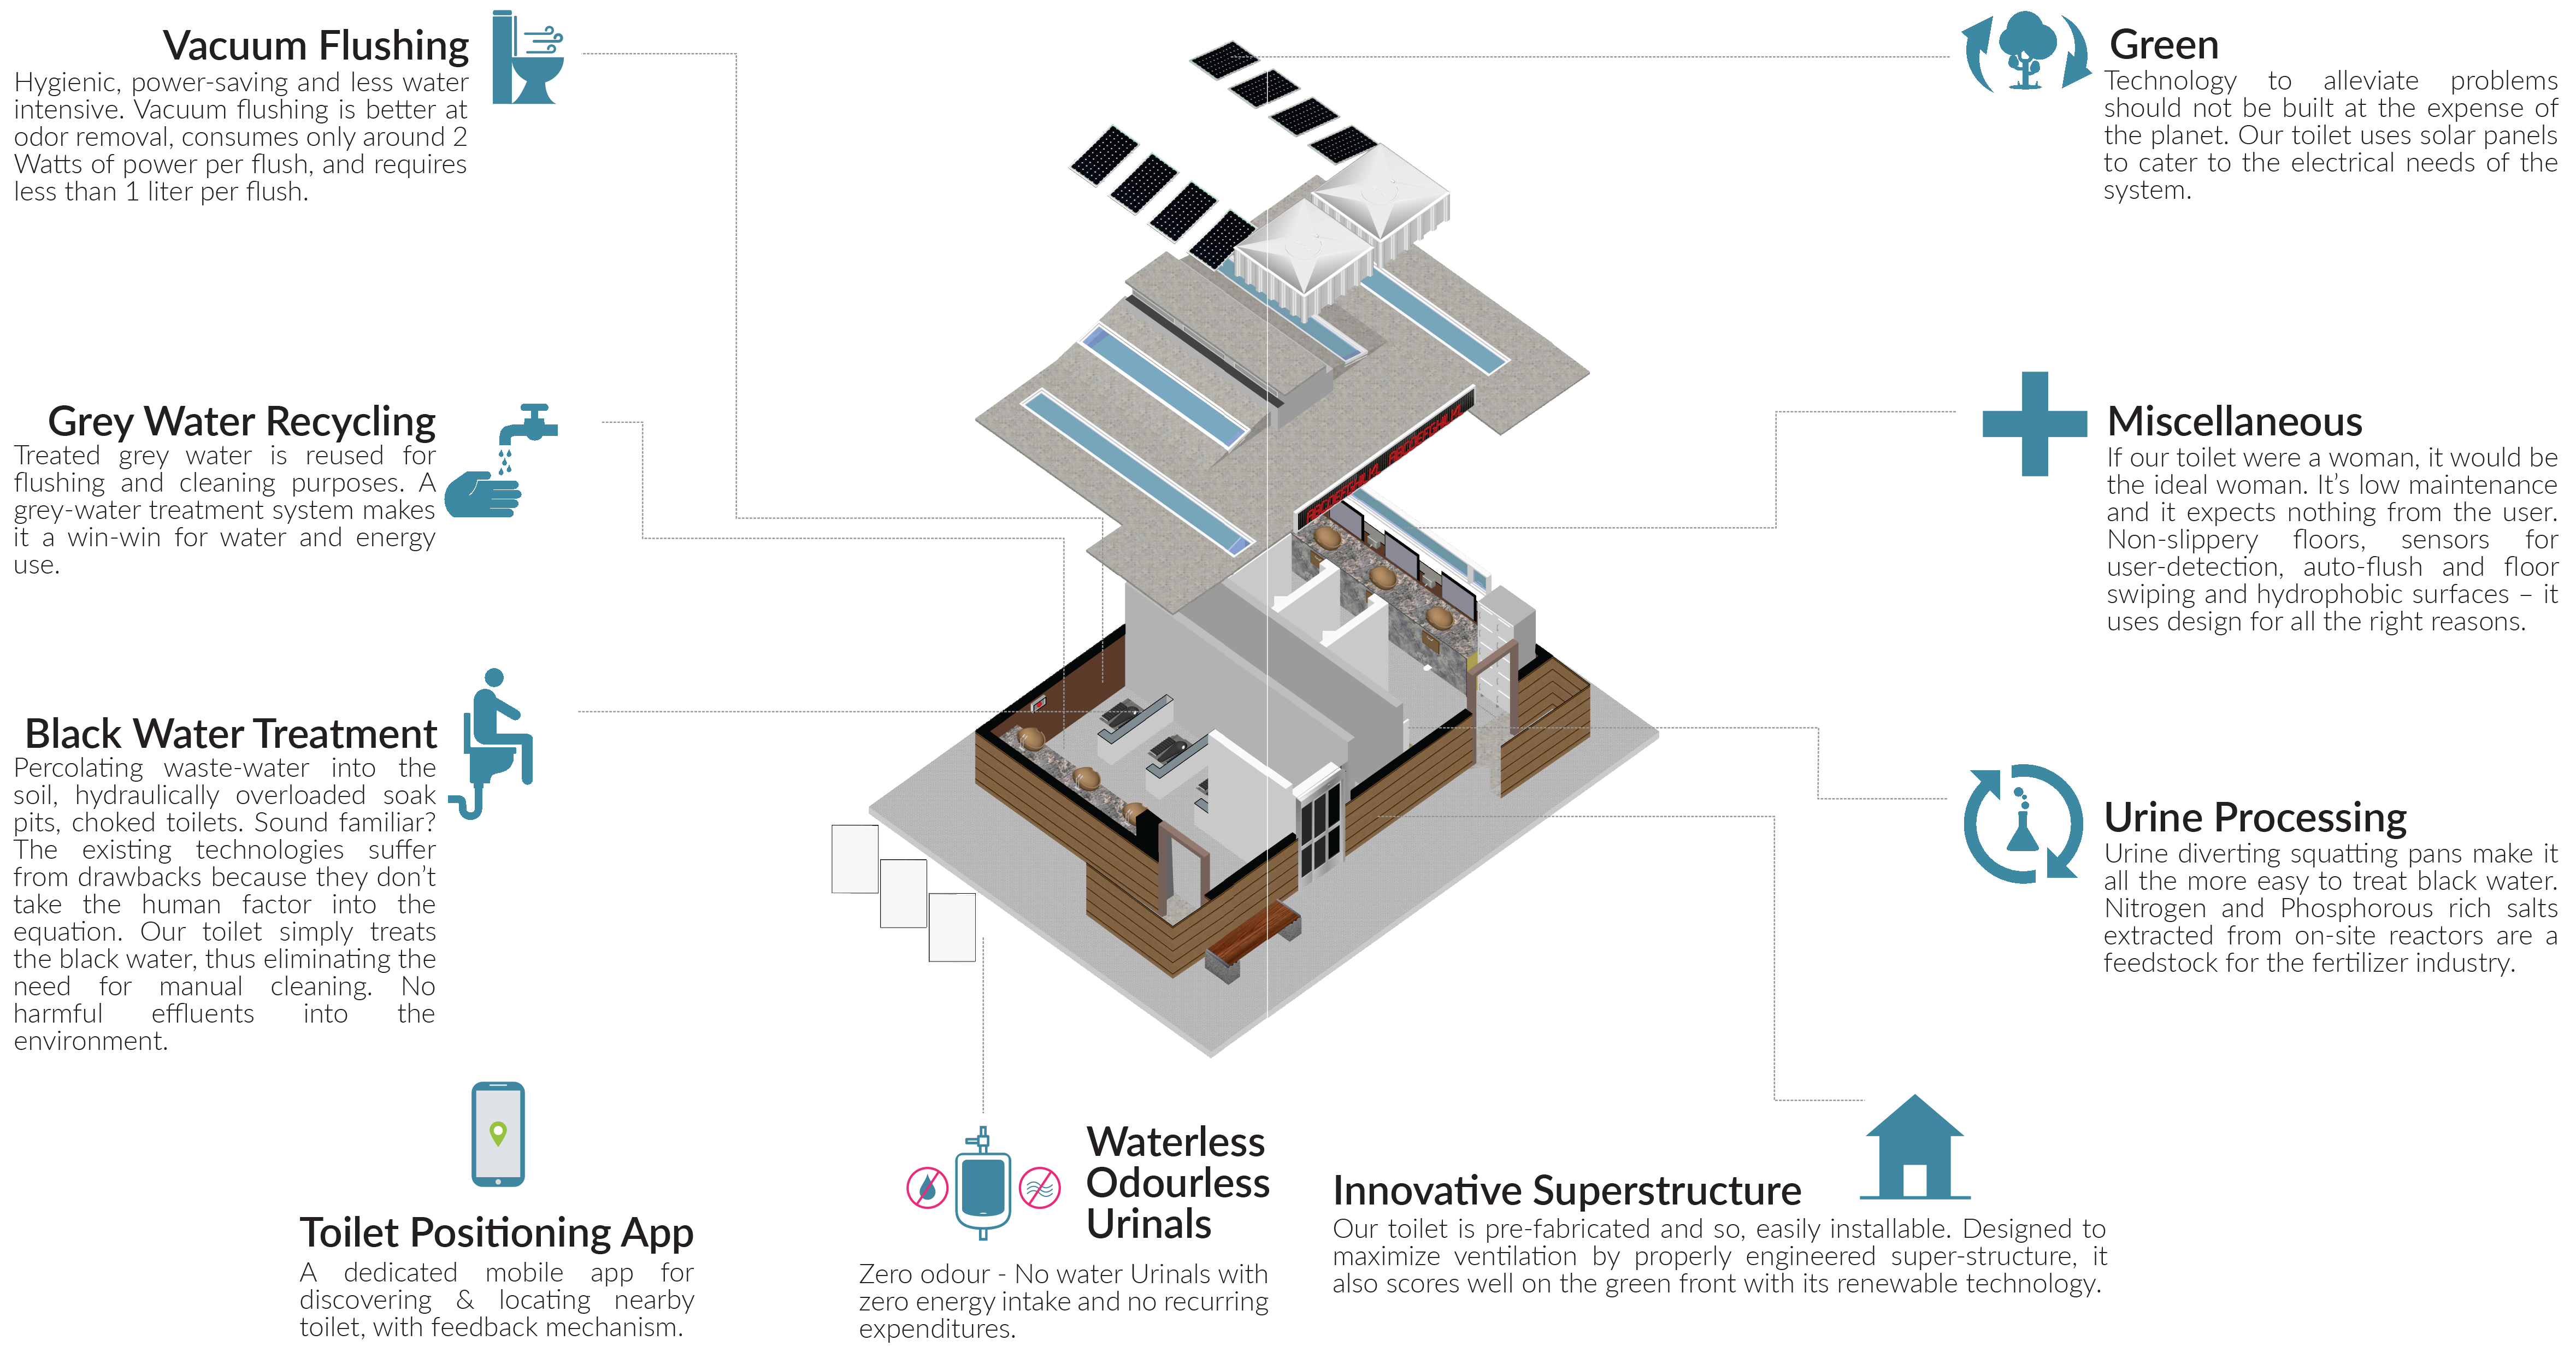 Vacuum Flushing
Hygienic, power-saving and less water
intensive. Vacuum flushing is better at
odor removal, consumes only around 2
Watts of power per flush, and requires
less than 1 liter per flush.
Green
Technology to alleviate problems
should not be built at the expense of
the planet. Our toilet uses solar panels
to cater to the electrical needs of the
system.
Grey Water Recycling
Treated grey water is reused for
flushing and cleaning purposes. A
grey-water treatment system makes
it a win-win for water and energy
use.
Miscellaneous
If our toilet were a woman, it would be
the ideal woman. It's low maintenance
and it expects nothing from the user.
Non-slippery floors, sensors for
user-detection, auto-flush and floor
swiping and hydrophobic surfaces – it
uses design for all the right reasons.
Black Water Treatment
Percolating waste-water into the
soil, hydraulically overloaded soak
pits, choked toilets. Sound familiar?
The existing technologies suffer
from drawbacks because they don't
take the human factor into the
equation. Our toilet simply treats
the black water, thus eliminating the
need for manual cleaning. No
harmful effluents into the
environment.
Urine Processing
Urine diverting squatting pans make it
all the more easy to treat black water.
Nitrogen and Phosphorous rich salts
extracted from on-site reactors are a
feedstock for the fertilizer industry.
Toilet Positioning App
A dedicated mobile app for
discovering & locating nearby
toilet, with feedback mechanism.
Waterless
Odourless
Urinals
Zero odour - No water Urinals with
zero energy intake and no recurring
expenditures.
Innovative Superstructure
Our toilet is pre-fabricated and so, easily installable. Designed to
maximize ventilation by properly engineered super-structure, it
also scores well on the green front with its renewable technology.